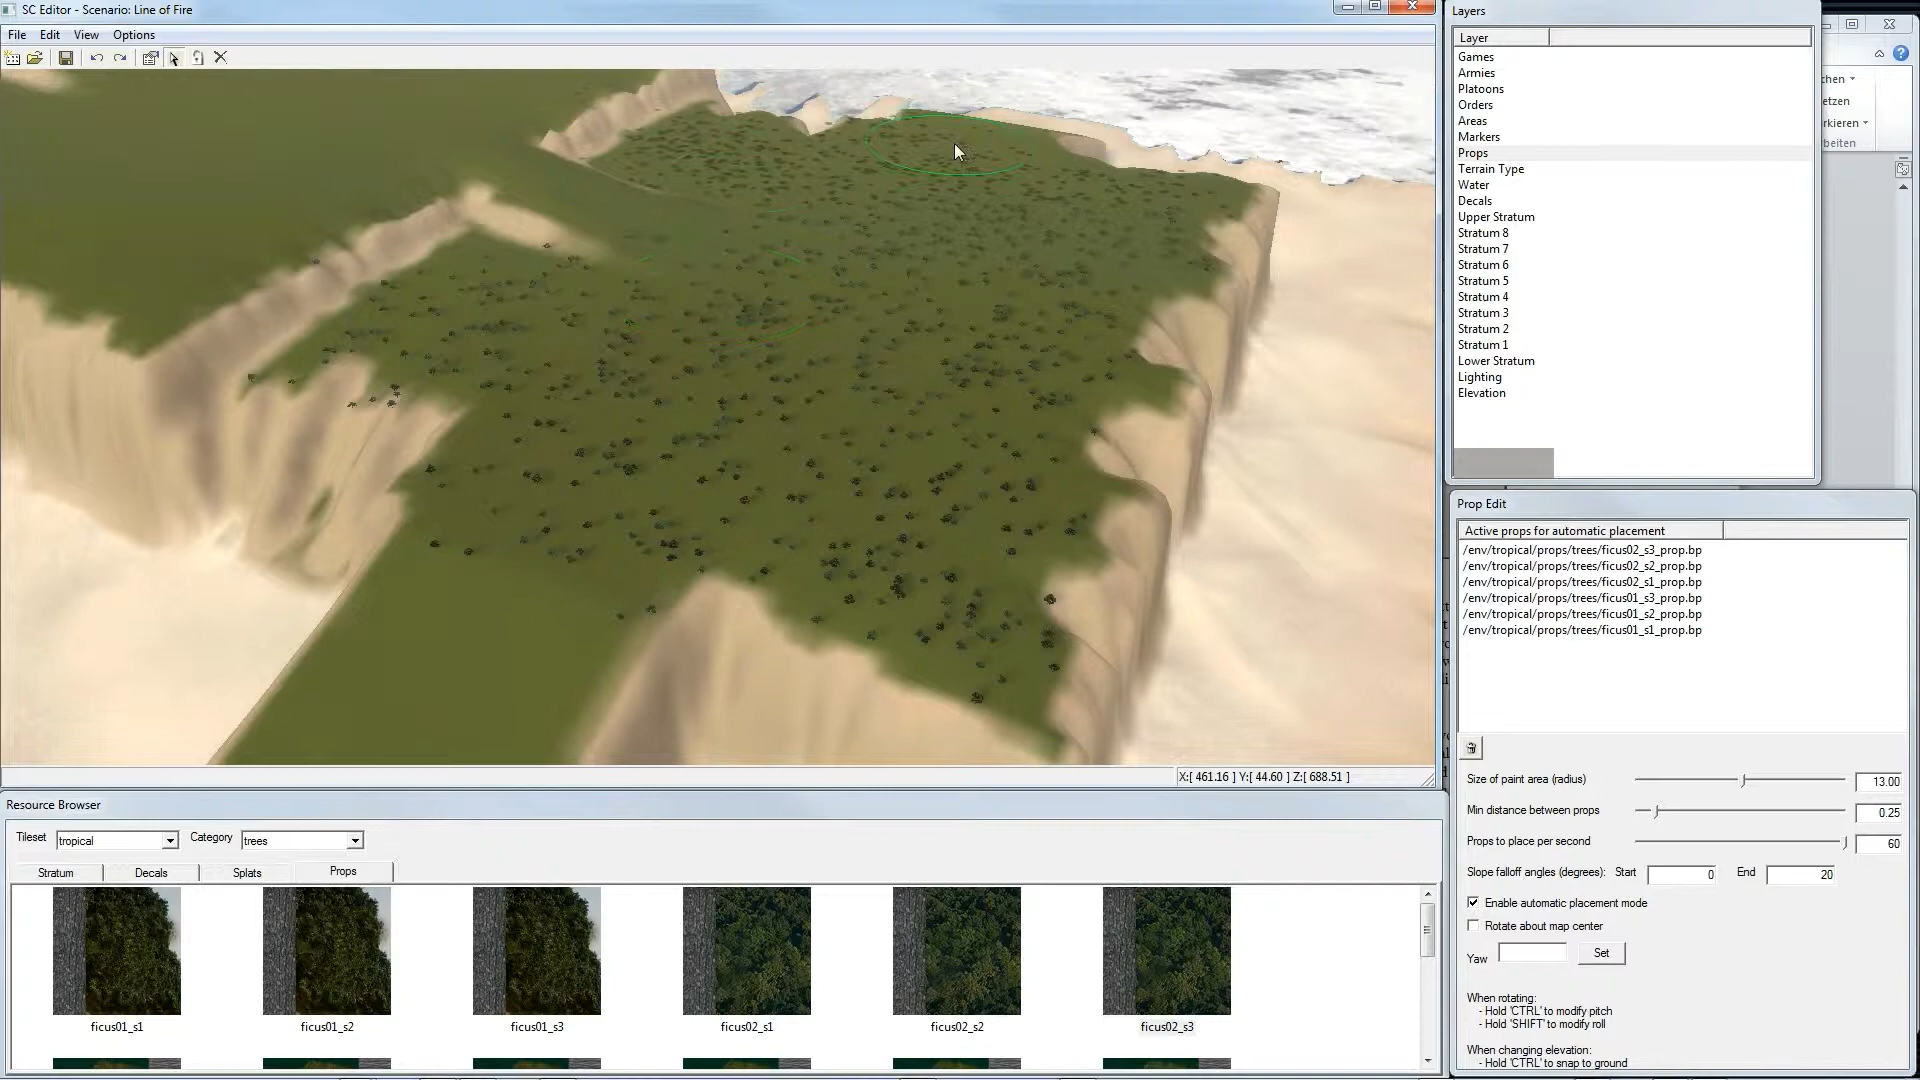 SC Editor - Scenario: Line of Fire
File Edit View Options
X:[ 461.16 ] Y:[ 44.60 ] Z:[ 688.51 ]
Layers
Layer
Games
Armies
Platoons
Orders
Areas
Markers
Props
Terrain Type
Water
Decals
Upper Stratum
Stratum 8
Stratum 7
Stratum 6
Stratum 5
Stratum 4
Stratum 3
Stratum 2
Stratum 1
Lower Stratum
Lighting
Elevation
Prop Edit
Active props for automatic placement
/env/tropical/props/trees/ficus02_s3_prop.bp
/env/tropical/props/trees/ficus02_s2_prop.bp
/env/tropical/props/trees/ficus02_s1_prop.bp
/env/tropical/props/trees/ficus01_s3_prop.bp
/env/tropical/props/trees/ficus01_s2_prop.bp
/env/tropical/props/trees/ficus01_s1_prop.bp
Size of paint area (radius) 13.00
Min distance between props 0.25
Props to place per second 60
Slope falloff angles (degrees): Start 0 End 20
Enable automatic placement mode
Rotate about map center
Yaw Set
When rotating:
- Hold 'CTRL' to modify pitch
- Hold 'SHIFT' to modify roll
When changing elevation:
- Hold 'CTRL' to snap to ground
Resource Browser
Tileset tropical Category trees
Stratum Decals Splats Props
ficus01_s1 ficus01_s2 ficus01_s3 ficus02_s1 ficus02_s2 ficus02_s3
chen
etzen
rkieren
beiten